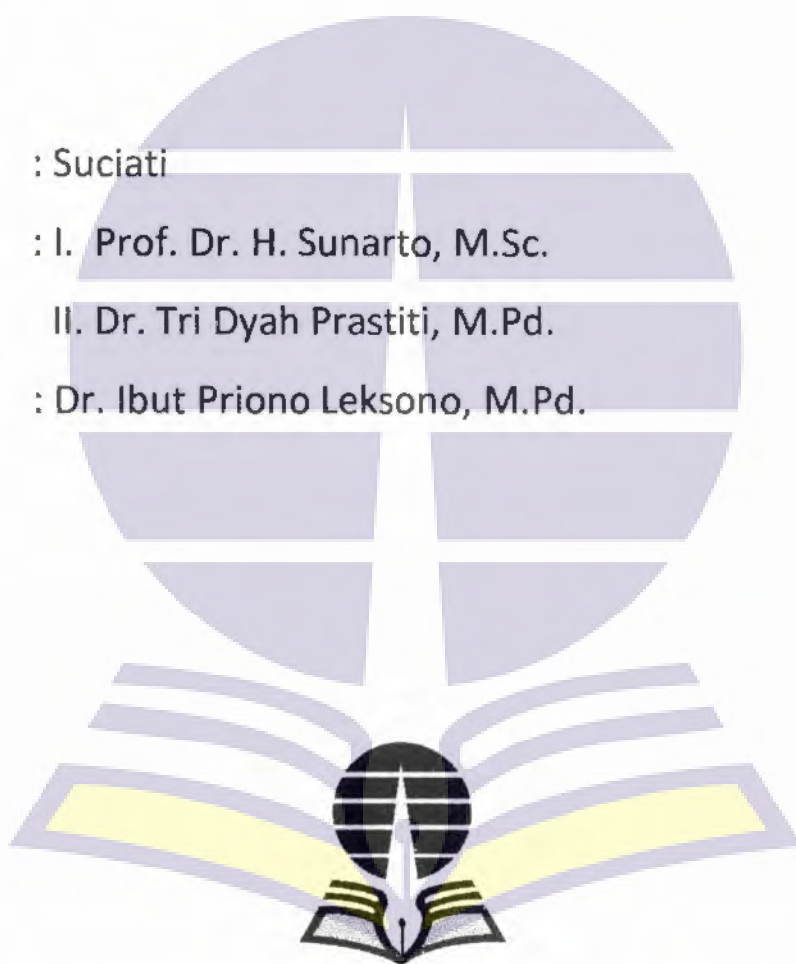 : Suciati
: I. Prof. Dr. H. Sunarto, M.Sc.
II. Dr. Tri Dyah Prastiti, M.Pd.
: Dr. Ibut Priono Leksono, M.Pd.